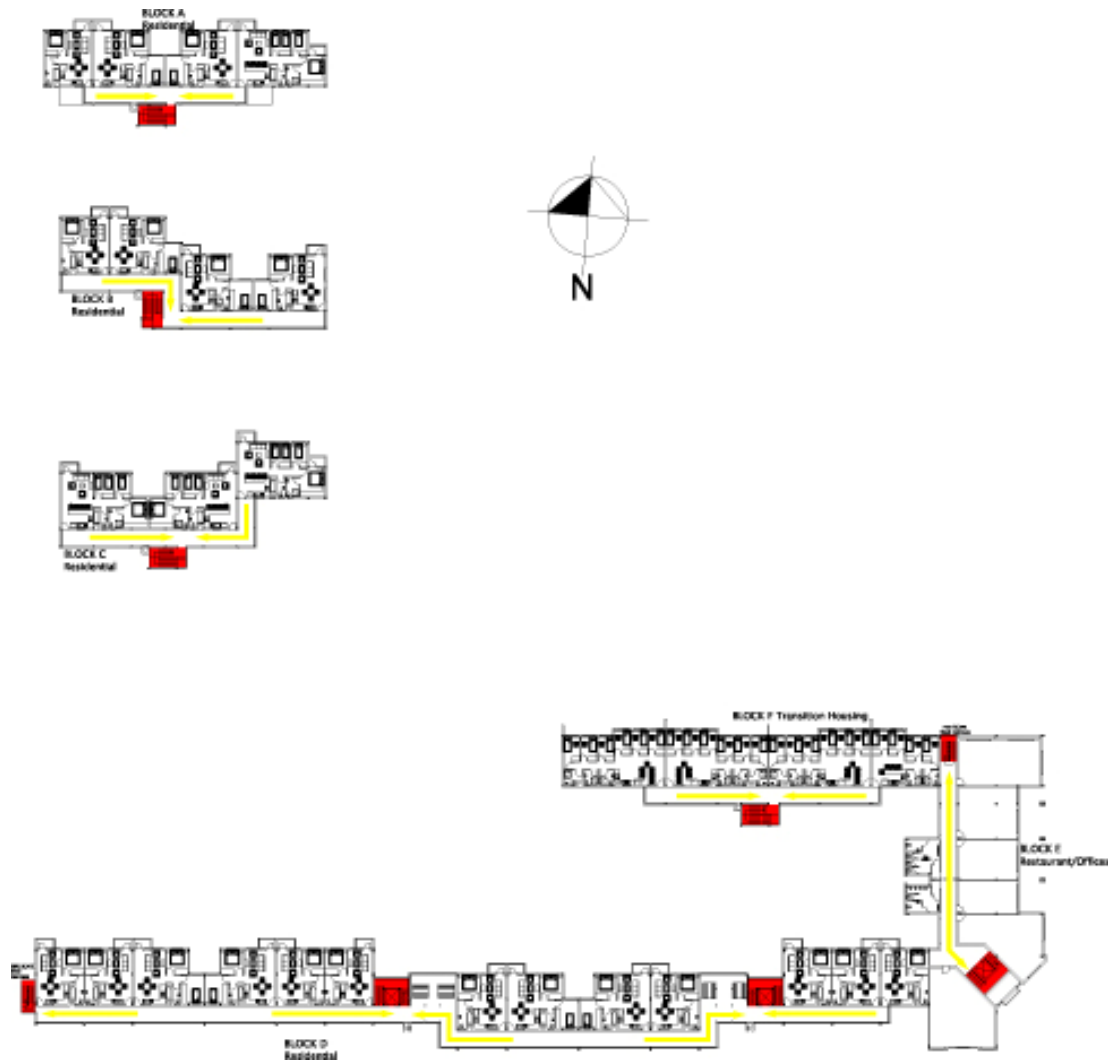 BLOCK A
Residential
N
BLOCK B
Residential
BLOCK C
Residential
BLOCK F Transition Housing
BLOCK E
Restaurant/Offices
BLOCK D
Residential